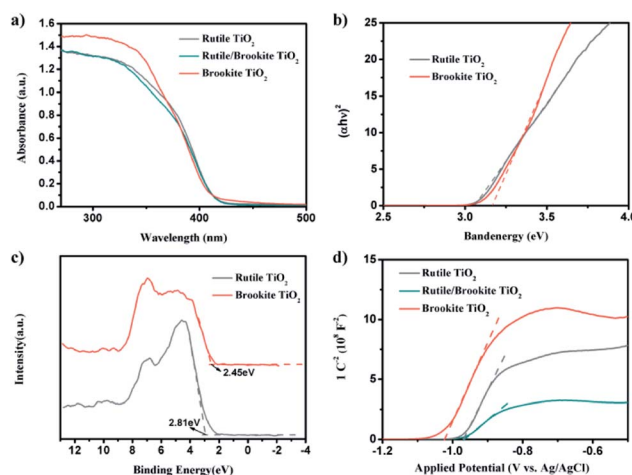 a)
1.6
1.4
1.2
1.0
0.8
0.6
0.4
0.2
0.0
Absorbance (a.u.)
Rutile TiO2
Rutile/Brookite TiO2
Brookite TiO2
300
400
500
Wavelength (nm)
b)
25
20
15
10
5
0
(αhν)²
Rutile TiO2
Brookite TiO2
2.5
3.0
3.5
4.0
Bandenergy (eV)
c)
Intensity(a.u.)
Rutile TiO2
Brookite TiO2
2.45eV
2.81eV
12 10 8 6 4 2 0 -2 -4
Binding Energy(eV)
d)
15
10
5
0
1 C⁻² (10⁸ F⁻²)
Rutile TiO2
Rutile/Brookite TiO2
Brookite TiO2
-1.2
-1.0
-0.8
-0.6
Applied Potential (V vs. Ag/AgCl)